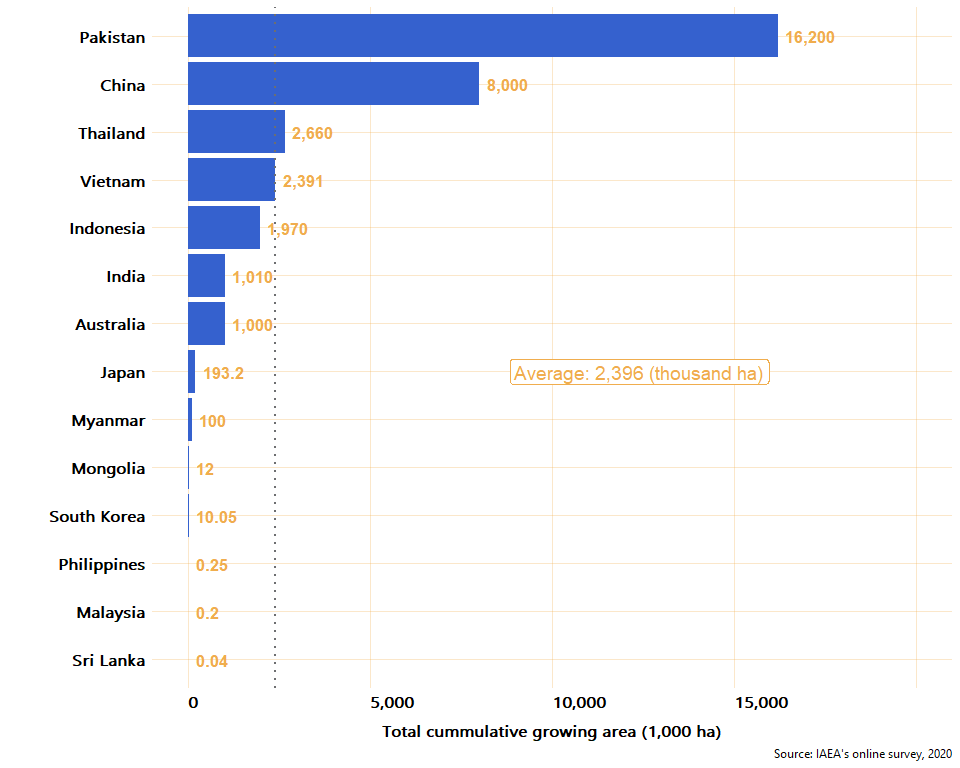 Pakistan 16,200
China 8,000
Thailand 2,660
Vietnam 2,391
Indonesia 1,970
India 1,010
Australia 1,000
Japan 193.2 Average: 2,396 (thousand ha)
Myanmar 100
Mongolia 12
South Korea 10.05
Philippines 0.25
Malaysia 0.2
Sri Lanka 0.04
0 5,000 10,000 15,000
Total cummulative growing area (1,000 ha)
Source: IAEA's online survey, 2020